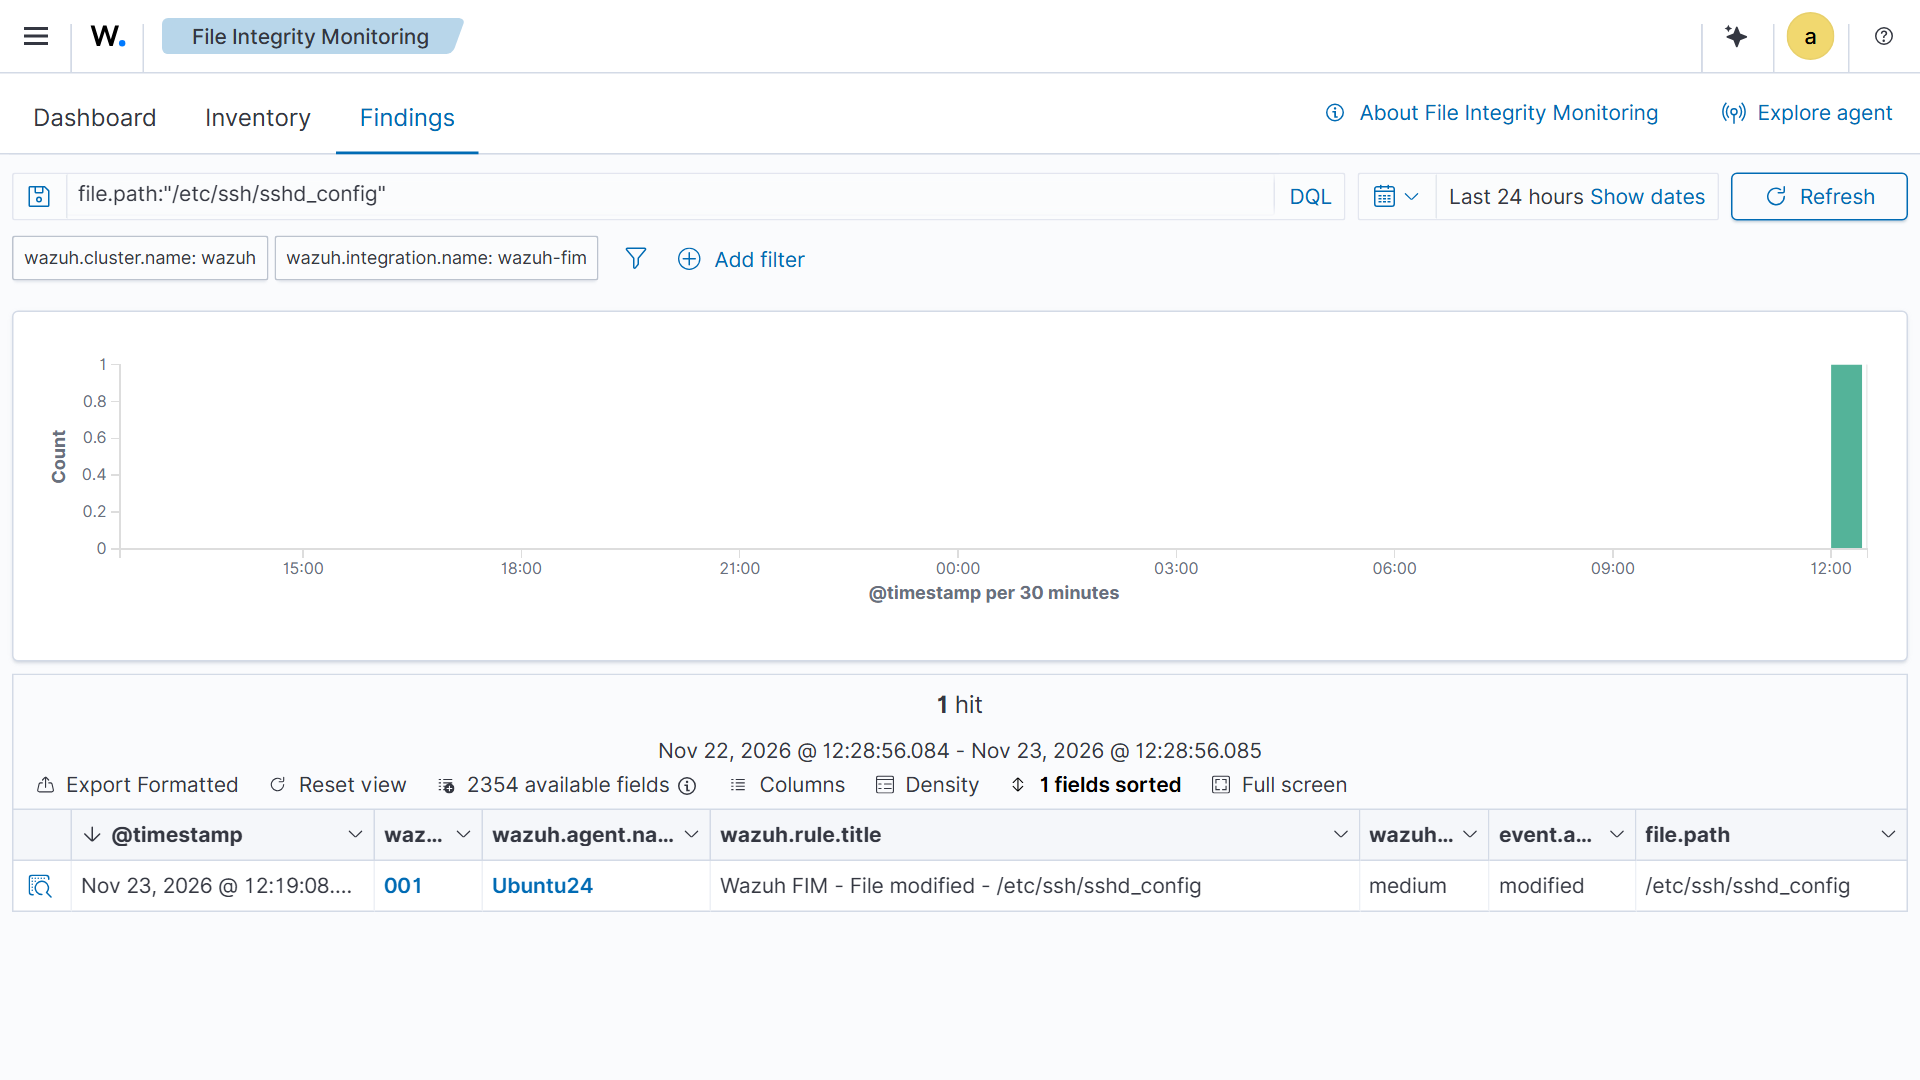 W.
File Integrity Monitoring
a
Dashboard
Inventory
Findings
About File Integrity Monitoring
Explore agent
file.path:"/etc/ssh/sshd_config"
DQL
Last 24 hours Show dates
Refresh
wazuh.cluster.name: wazuh
wazuh.integration.name: wazuh-fim
Add filter
Count
1
0.8
0.6
0.4
0.2
0
15:00
18:00
21:00
00:00
03:00
06:00
09:00
12:00
@timestamp per 30 minutes
1 hit
Nov 22, 2026 @ 12:28:56.084 - Nov 23, 2026 @ 12:28:56.085
Export Formatted
Reset view
2354 available fields
Columns
Density
1 fields sorted
Full screen
@timestamp
waz...
wazuh.agent.na...
wazuh.rule.title
wazuh...
event.a...
file.path
Nov 23, 2026 @ 12:19:08....
001
Ubuntu24
Wazuh FIM - File modified - /etc/ssh/sshd_config
medium
modified
/etc/ssh/sshd_config